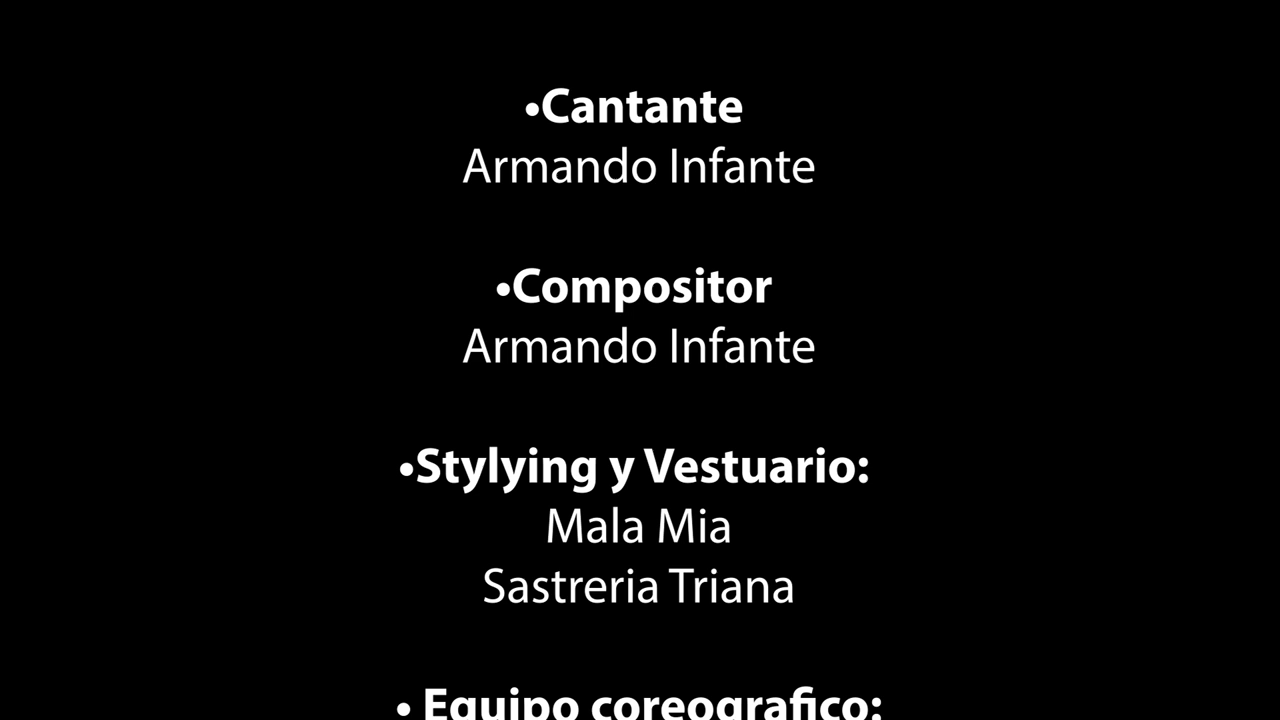 •Cantante
Armando Infante
•Compositor
Armando Infante
•Stylying y Vestuario:
Mala Mia
Sastreria Triana
• Equipo coreografico: